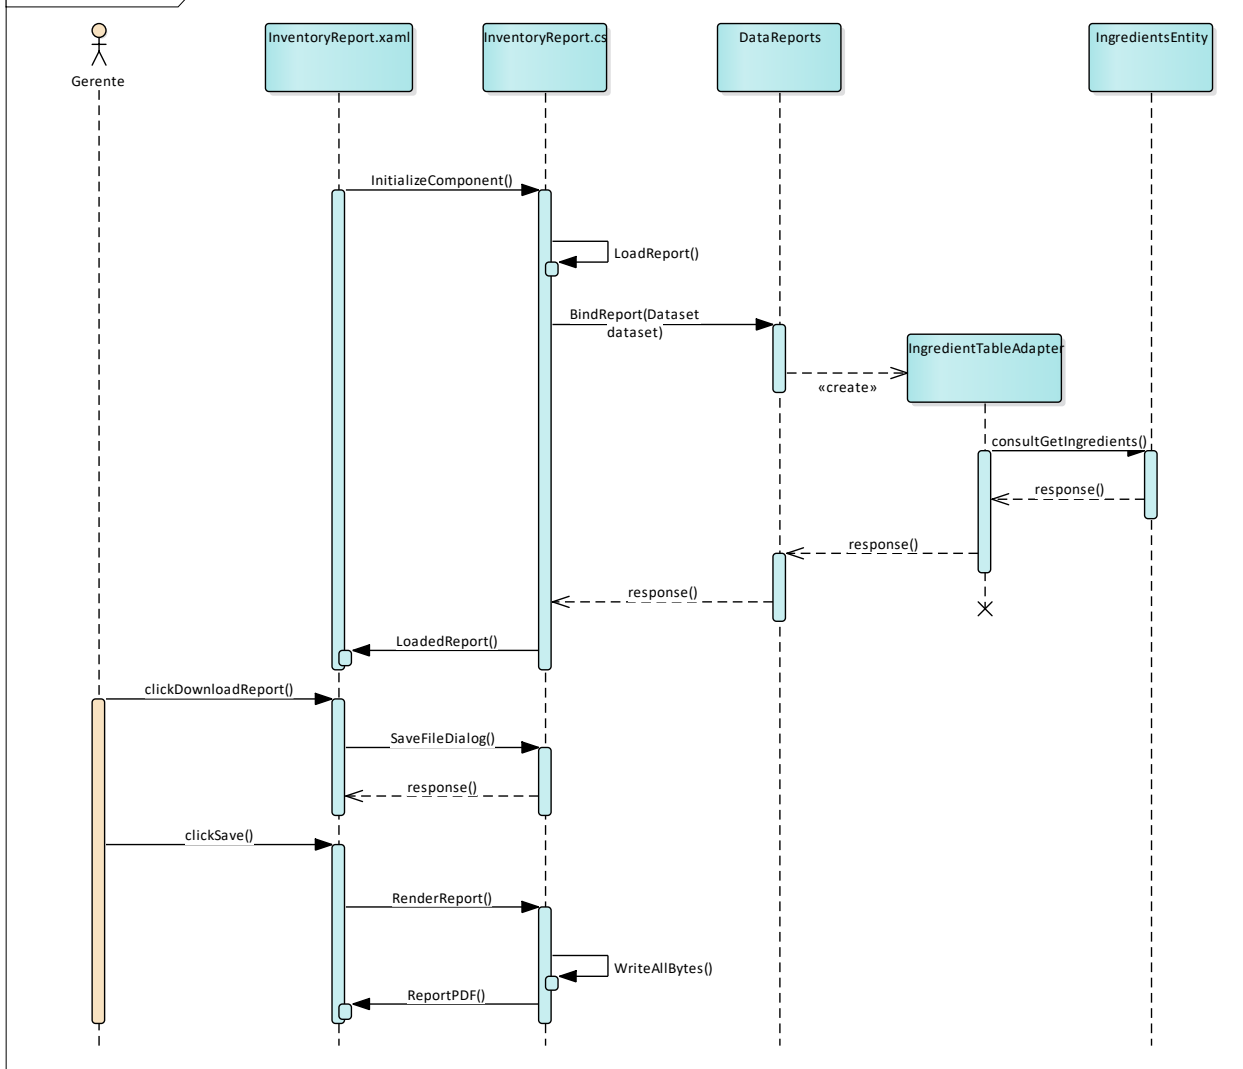 InventoryReport.xaml
InventoryReport.cs
DataReports
IngredientsEntity
Gerente
InitializeComponent()
LoadReport()
BindReport(Dataset
dataset)
IngredientTableAdapter
«create»
consultGetIngredients()
response()
response()
response()
LoadedReport()
clickDownloadReport()
SaveFileDialog()
response()
clickSave()
RenderReport()
WriteAllBytes()
ReportPDF()